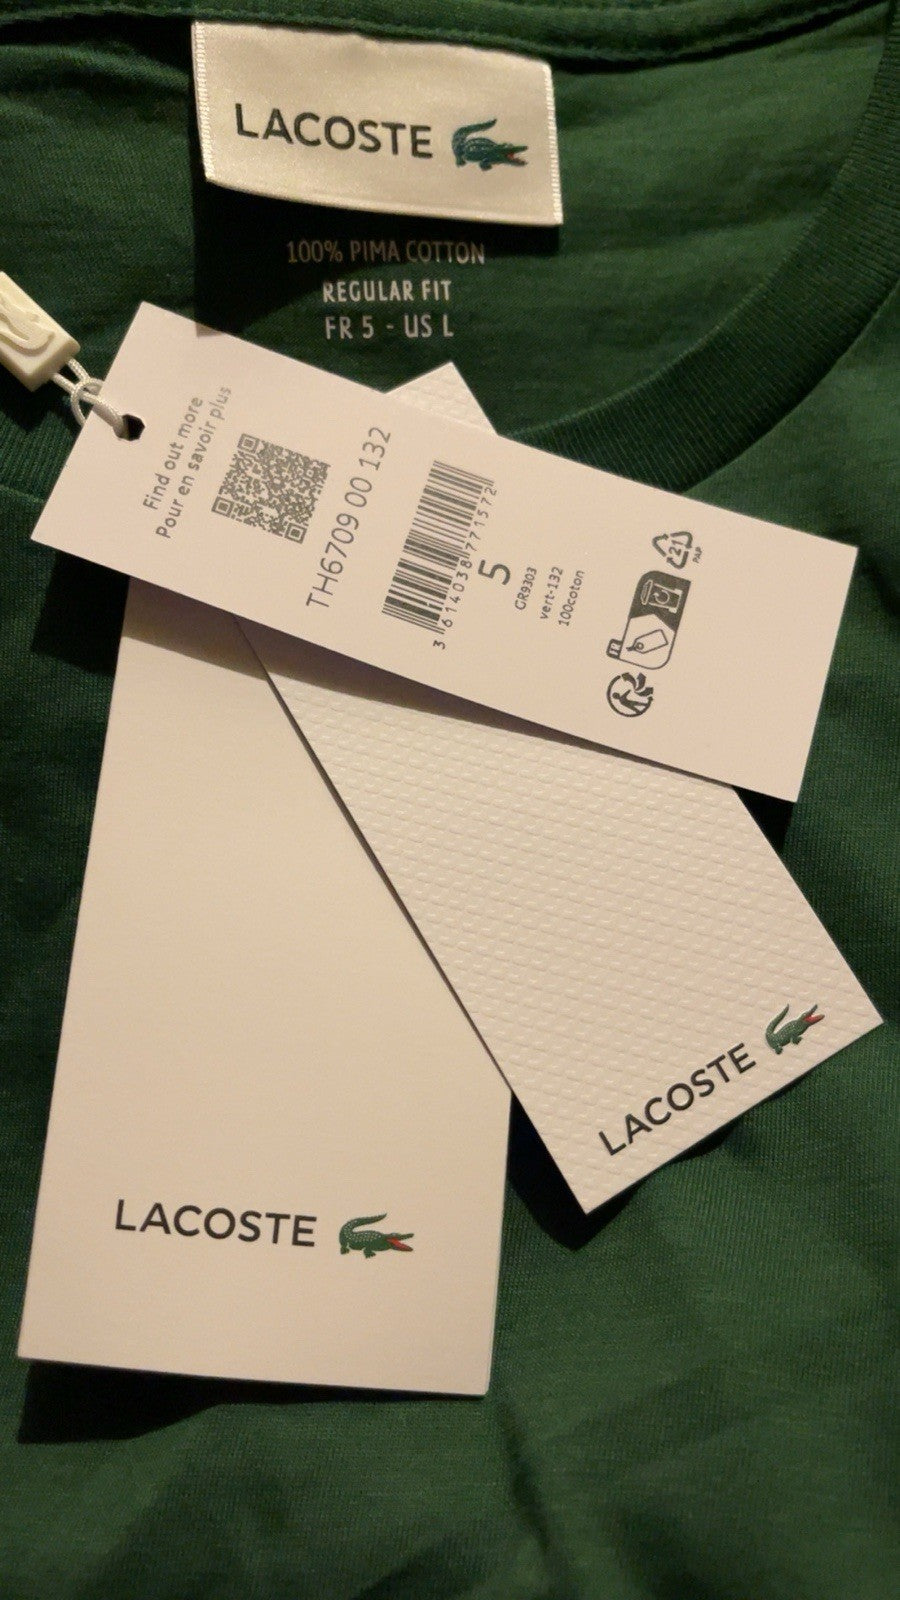 LACOSTE
100% PIMA COTTON
REGULAR FIT
FR 5 - US L
Find out more
Pour en savoir plus
TH6709 00 132
3 614038 771572
5
GR9303
vert-132
100coton
21
PAP
LACOSTE
LACOSTE